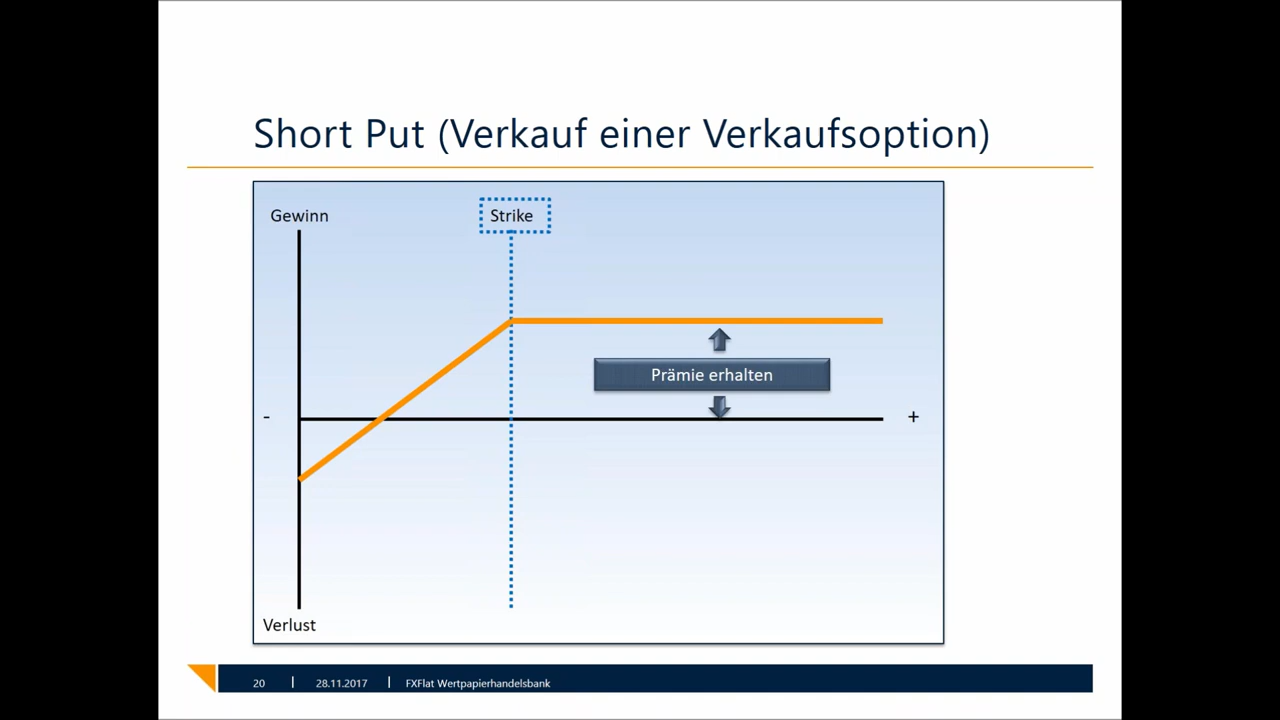 Short Put (Verkauf einer Verkaufsoption)
Gewinn
Strike
Prämie erhalten
- +
Verlust
20 | 28.11.2017 | FXFlat Wertpapierhandelsbank